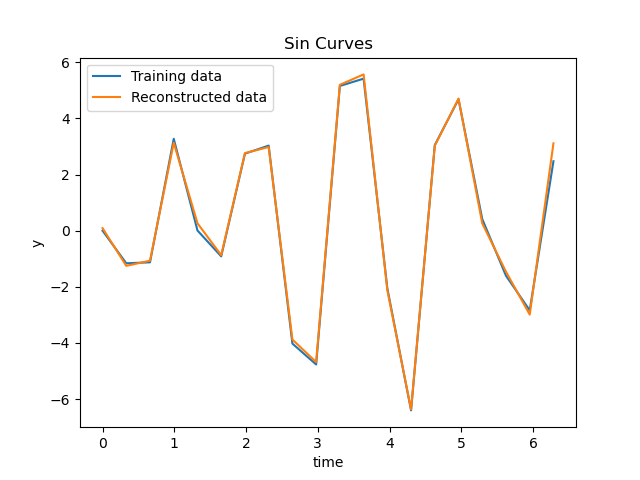 Sin Curves
Training data
Reconstructed data
6
4
2
0
−2
−4
−6
y
0 1 2 3 4 5 6
time